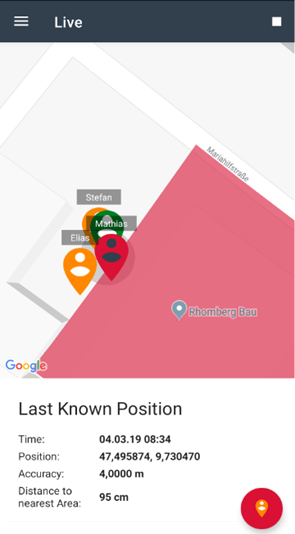 Live
Mariahilfstraße
Stefan
Mathias
Elias
Rhomberg Bau
Google
Last Known Position
Time: 04.03.19 08:34
Position: 47,495874, 9,730470
Accuracy: 4,0000 m
Distance to
nearest Area: 95 cm